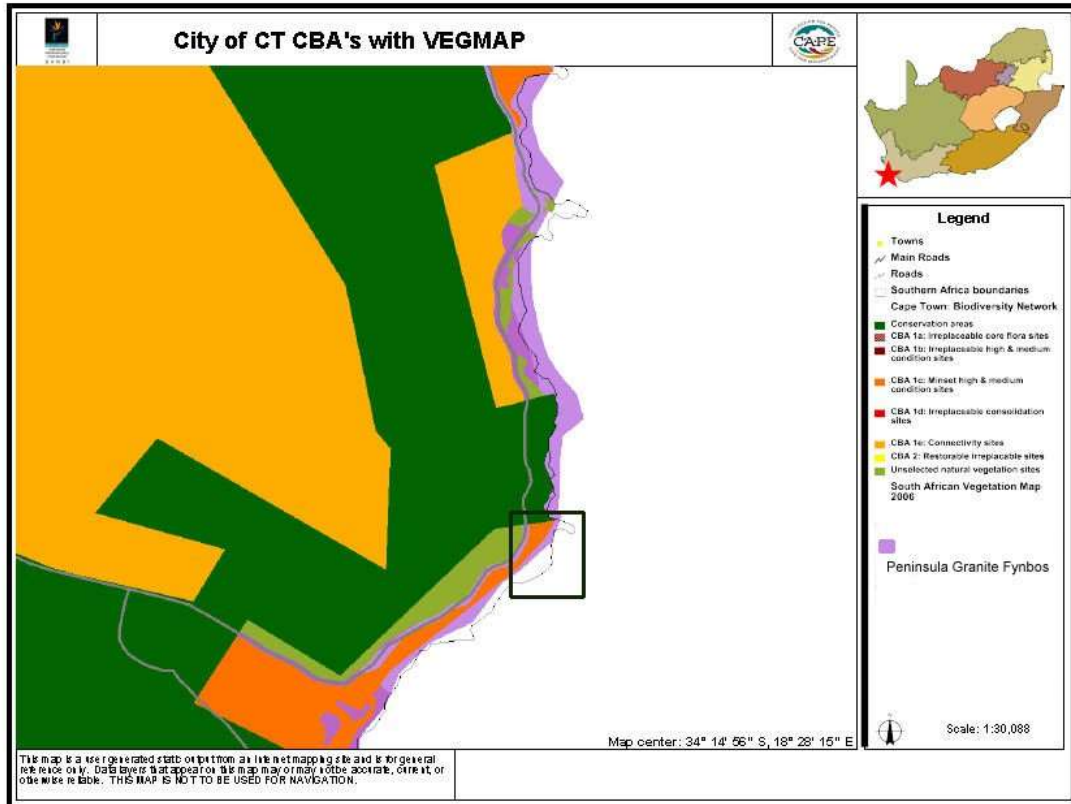 City of CT CBA's with VEGMAP
SANBI
C.A.P.E
Legend
Towns
Main Roads
Roads
Southern Africa boundaries
Cape Town: Biodiversity Network
Conservation areas
CBA 1a: Irreplaceable core flora sites
CBA 1b: Irreplaceable high & medium
condition sites
CBA 1c: Minset high & medium
condition sites
CBA 1d: Irreplaceable consolidation
sites
CBA 1e: Connectivity sites
CBA 2: Restorable irreplacable sites
Unselected natural vegetation sites
South African Vegetation Map
2006
Peninsula Granite Fynbos
Scale: 1:30,088
Map center: 34° 14' 56" S, 18° 28' 15" E
This map is a user generated static output from an Internet mapping site and is for general
reference only. Data layers that appear on this map may or may not be accurate, current, or
otherwise reliable. THIS MAP IS NOT TO BE USED FOR NAVIGATION.